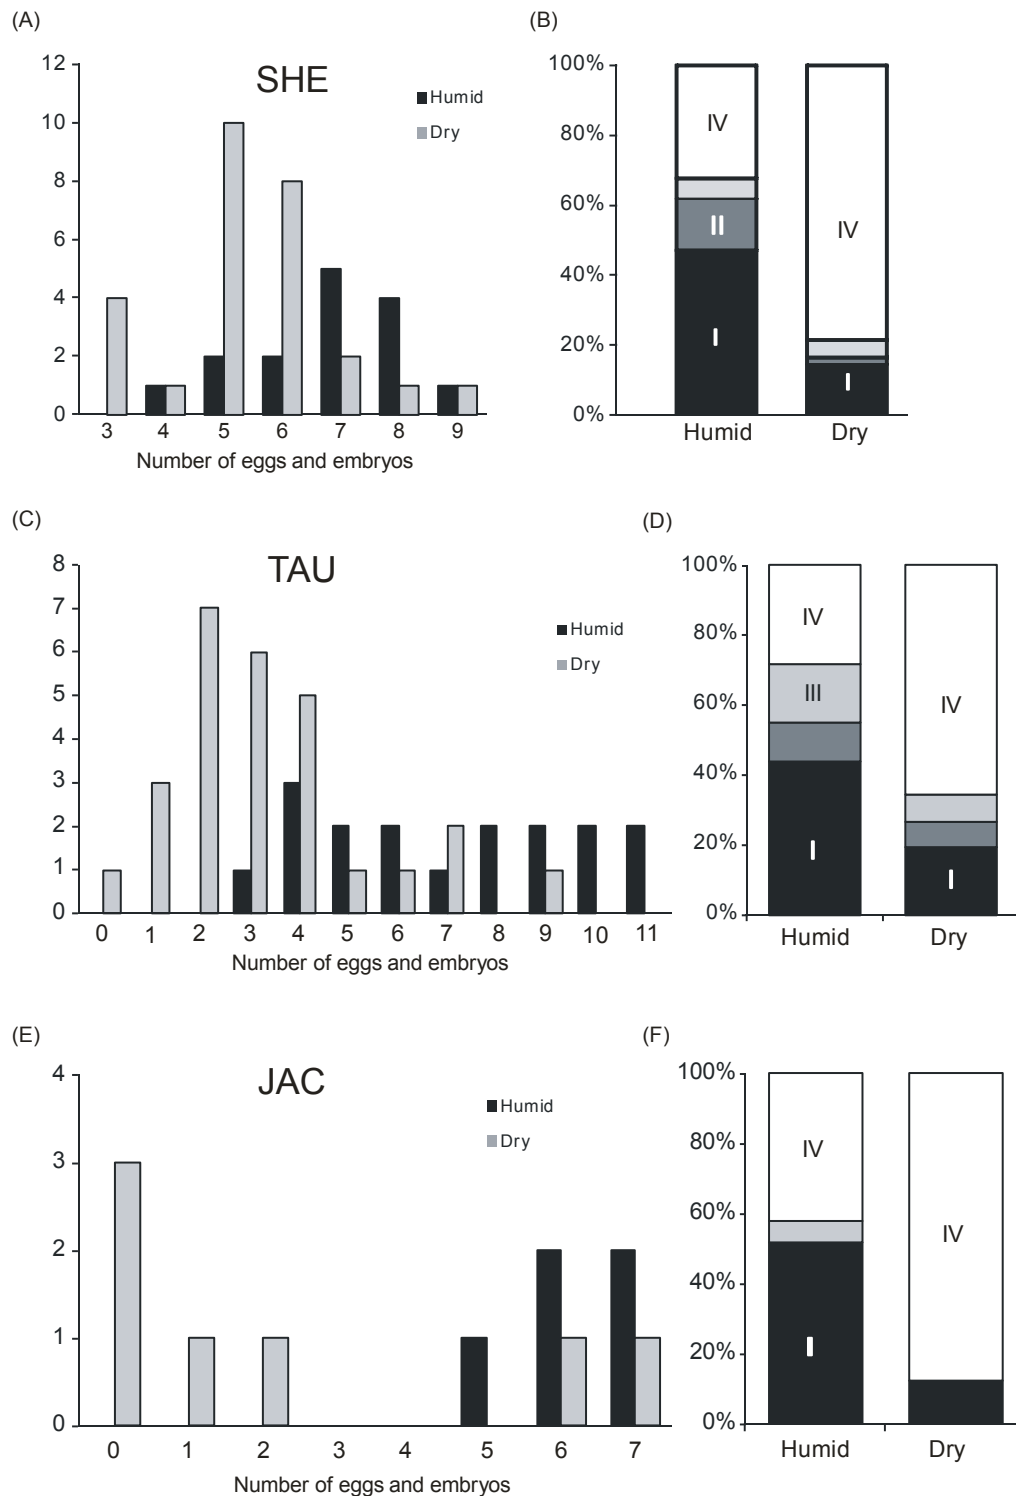 (A)
SHE
Humid
Dry
12
10
8
6
4
2
0
3 4 5 6 7 8 9
Number of eggs and embryos
(B)
100%
80%
60%
40%
20%
0%
IV
II
I
IV
I
Humid Dry
(C)
TAU
Humid
Dry
8
7
6
5
4
3
2
1
0
0 1 2 3 4 5 6 7 8 9 10 11
Number of eggs and embryos
(D)
100%
80%
60%
40%
20%
0%
IV
III
I
IV
I
Humid Dry
(E)
JAC
Humid
Dry
4
3
2
1
0
0 1 2 3 4 5 6 7
Number of eggs and embryos
(F)
100%
80%
60%
40%
20%
0%
IV
I
IV
Humid Dry